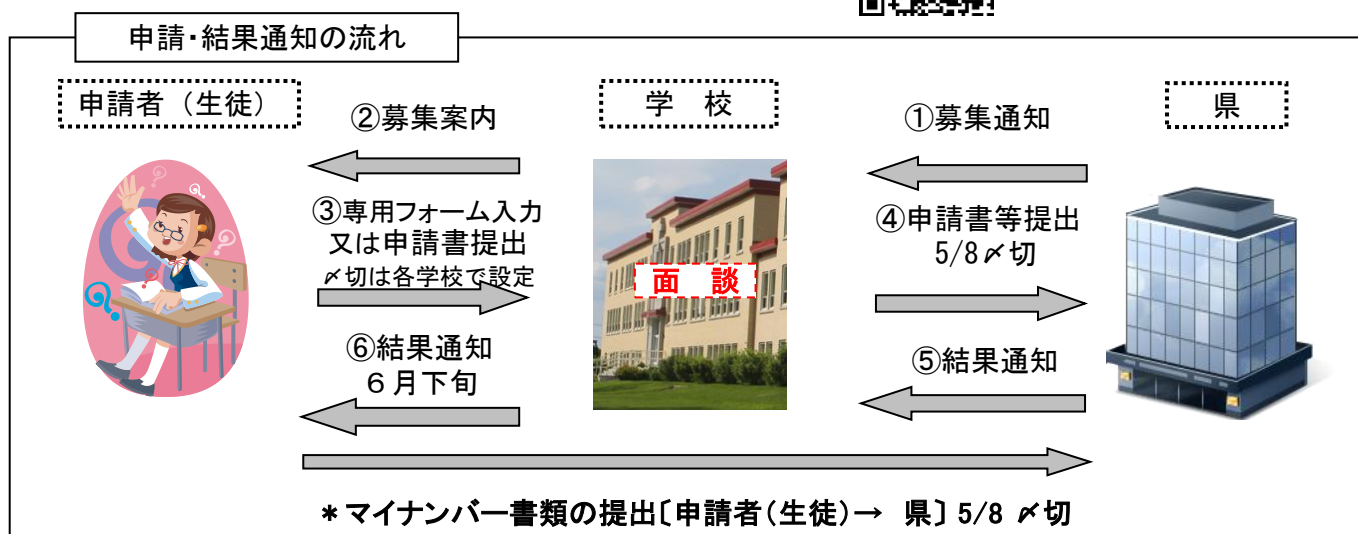 申請・結果通知の流れ
申請者（生徒）
学　校
県
②募集案内
①募集通知
③専用フォーム入力
又は申請書提出
〆切は各学校で設定
④申請書等提出
5/8〆切
面　談
⑥結果通知
６月下旬
⑤結果通知
＊マイナンバー書類の提出〔申請者（生徒）→　県〕 5/8 〆切